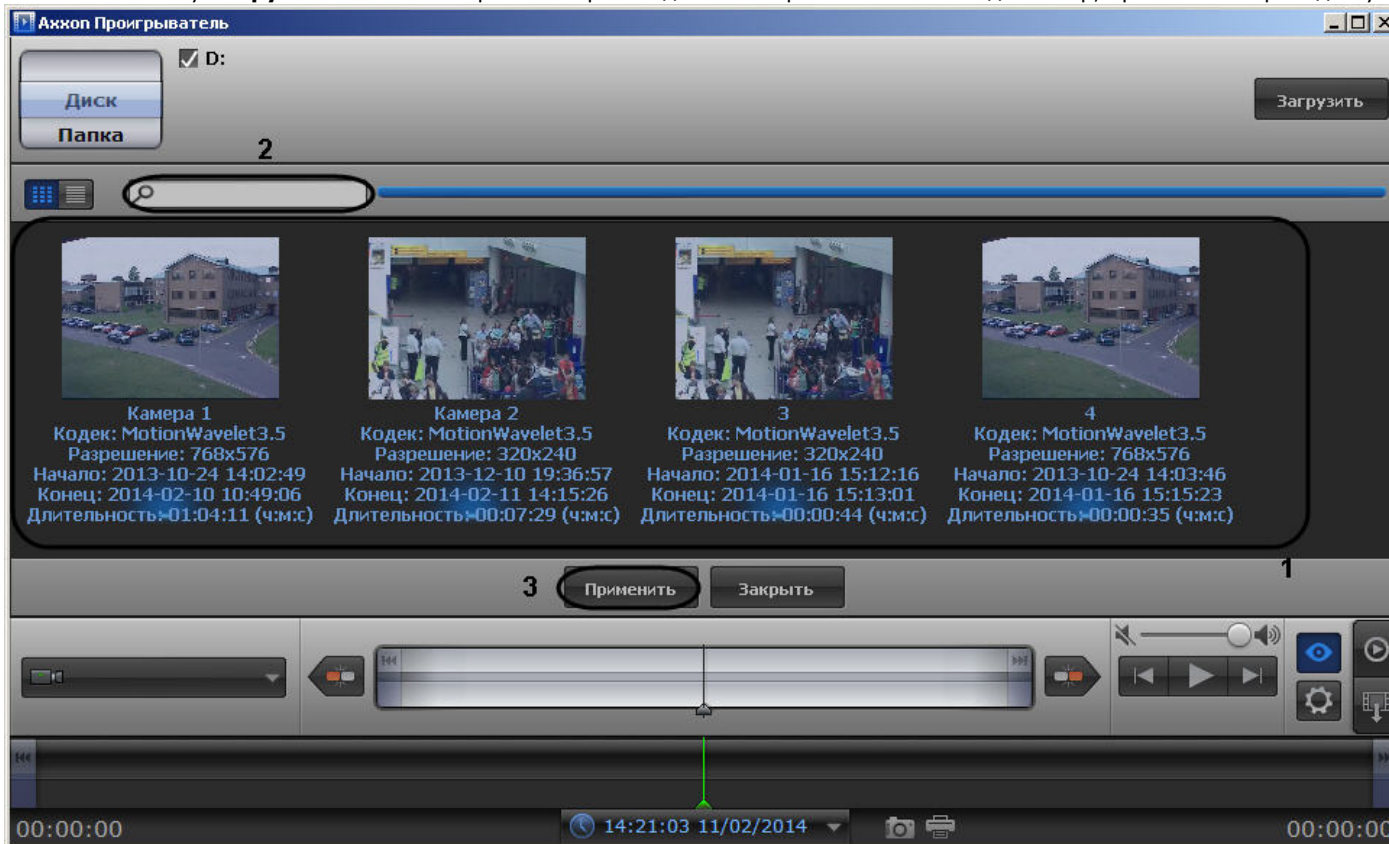 Axxon Проигрыватель
D:
Диск
Папка
Загрузить
2
Камера 1
Кодек: MotionWavelet3.5
Разрешение: 768x576
Начало: 2013-10-24 14:02:49
Конец: 2014-02-10 10:49:06
Длительность:01:04:11 (ч:м:с)
Камера 2
Кодек: MotionWavelet3.5
Разрешение: 320x240
Начало: 2013-12-10 19:36:57
Конец: 2014-02-11 14:15:26
Длительность:00:07:29 (ч:м:с)
3
Кодек: MotionWavelet3.5
Разрешение: 320x240
Начало: 2014-01-16 15:12:16
Конец: 2014-01-16 15:13:01
Длительность:00:00:44 (ч:м:с)
4
Кодек: MotionWavelet3.5
Разрешение: 768x576
Начало: 2013-10-24 14:03:46
Конец: 2014-01-16 15:15:23
Длительность:00:00:35 (ч:м:с)
1
3
Применить
Закрыть
00:00:00
14:21:03 11/02/2014
00:00:00